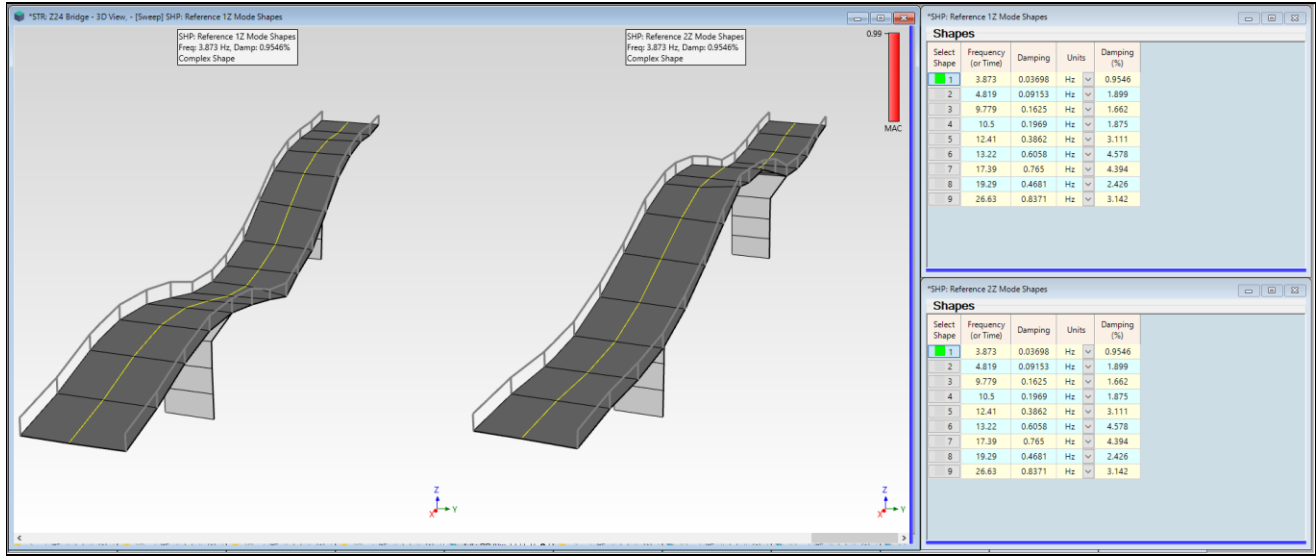 *STR: Z24 Bridge - 3D View, - [Sweep] SHP: Reference 1Z Mode Shapes
SHP: Reference 1Z Mode Shapes
Freq: 3.873 Hz, Damp: 0.9546%
Complex Shape
SHP: Reference 2Z Mode Shapes
Freq: 3.873 Hz, Damp: 0.9546%
Complex Shape
0.99
MAC
Z
X
Y
Z
X
Y
*SHP: Reference 1Z Mode Shapes
Shapes
Select Shape Frequency (or Time) Damping Units Damping (%)
1 3.873 0.03698 Hz 0.9546
2 4.819 0.09153 Hz 1.899
3 9.779 0.1625 Hz 1.662
4 10.5 0.1969 Hz 1.875
5 12.41 0.3862 Hz 3.111
6 13.22 0.6058 Hz 4.578
7 17.39 0.765 Hz 4.394
8 19.29 0.4681 Hz 2.426
9 26.63 0.8371 Hz 3.142
*SHP: Reference 2Z Mode Shapes
Shapes
Select Shape Frequency (or Time) Damping Units Damping (%)
1 3.873 0.03698 Hz 0.9546
2 4.819 0.09153 Hz 1.899
3 9.779 0.1625 Hz 1.662
4 10.5 0.1969 Hz 1.875
5 12.41 0.3862 Hz 3.111
6 13.22 0.6058 Hz 4.578
7 17.39 0.765 Hz 4.394
8 19.29 0.4681 Hz 2.426
9 26.63 0.8371 Hz 3.142